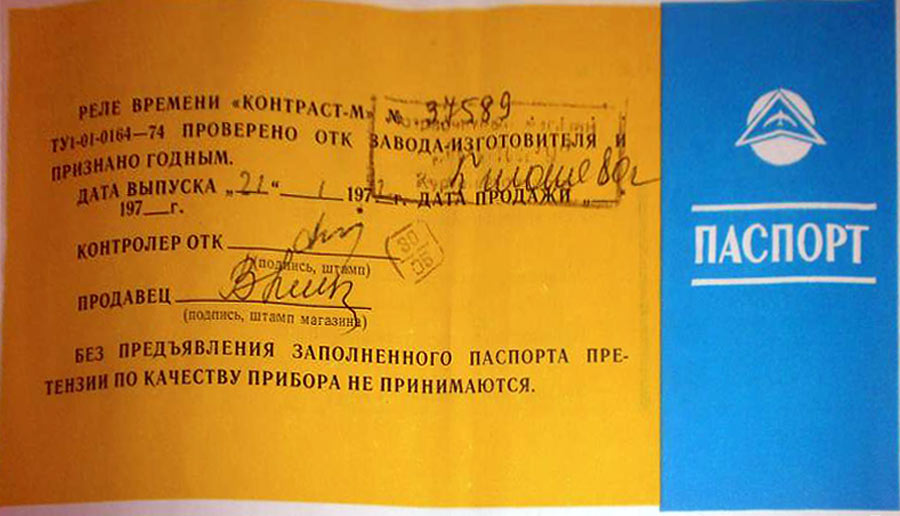 РЕЛЕ ВРЕМЕНИ «КОНТРАСТ-М» № 37589
ТУ1-01-0164—74 ПРОВЕРЕНО ОТК ЗАВОДА-ИЗГОТОВИТЕЛЯ И
ПРИЗНАНО ГОДНЫМ.
ДАТА ВЫПУСКА „21“ 1 197 г. ДАТА ПРОДАЖИ „
197 г.
КОНТРОЛЕР ОТК
(подпись, штамп)
ПРОДАВЕЦ
(подпись, штамп магазина)
БЕЗ ПРЕДЪЯВЛЕНИЯ ЗАПОЛНЕННОГО ПАСПОРТА ПРЕ-
ТЕНЗИИ ПО КАЧЕСТВУ ПРИБОРА НЕ ПРИНИМАЮТСЯ.
ПАСПОРТ